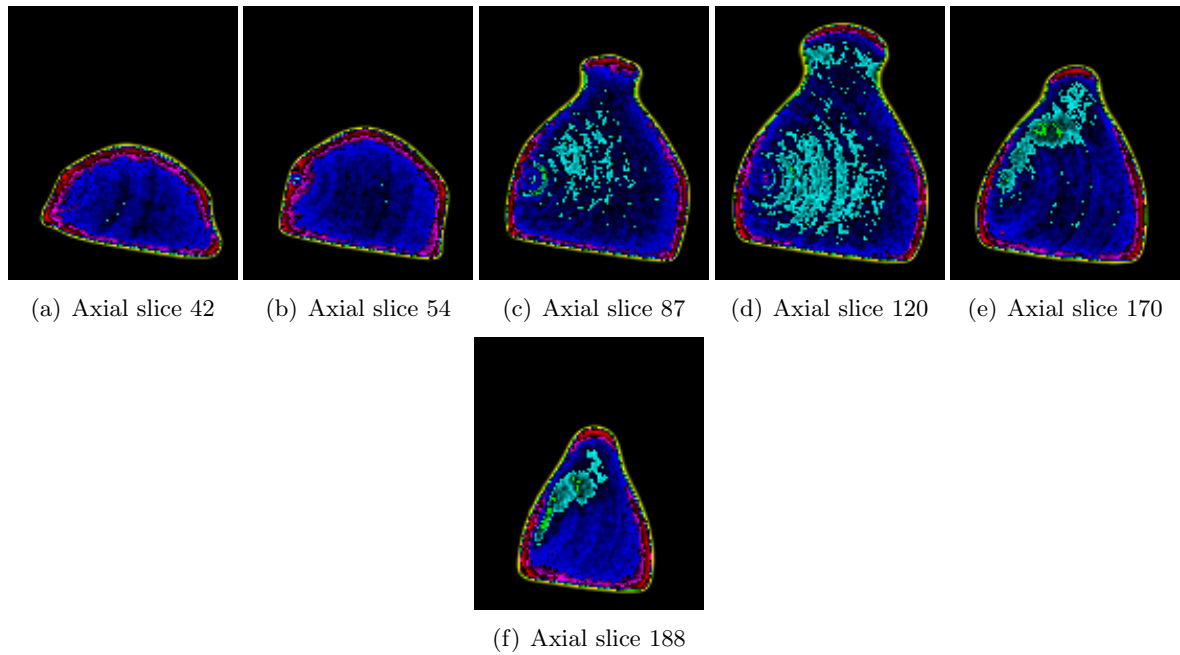 (a) Axial slice 42
(b) Axial slice 54
(c) Axial slice 87
(d) Axial slice 120
(e) Axial slice 170
(f) Axial slice 188